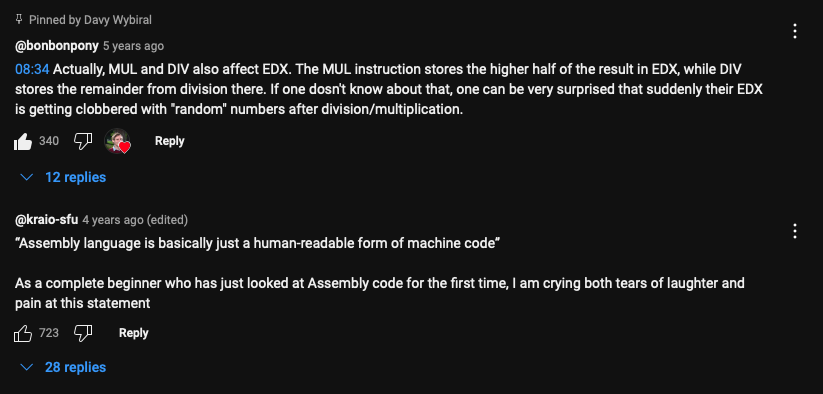 Pinned by Davy Wybiral
@bonbonpony 5 years ago
08:34 Actually, MUL and DIV also affect EDX. The MUL instruction stores the higher half of the result in EDX, while DIV
stores the remainder from division there. If one dosn't know about that, one can be very surprised that suddenly their EDX
is getting clobbered with "random" numbers after division/multiplication.
340 Reply
12 replies
@kraio-sfu 4 years ago (edited)
“Assembly language is basically just a human-readable form of machine code”
As a complete beginner who has just looked at Assembly code for the first time, I am crying both tears of laughter and
pain at this statement
723 Reply
28 replies